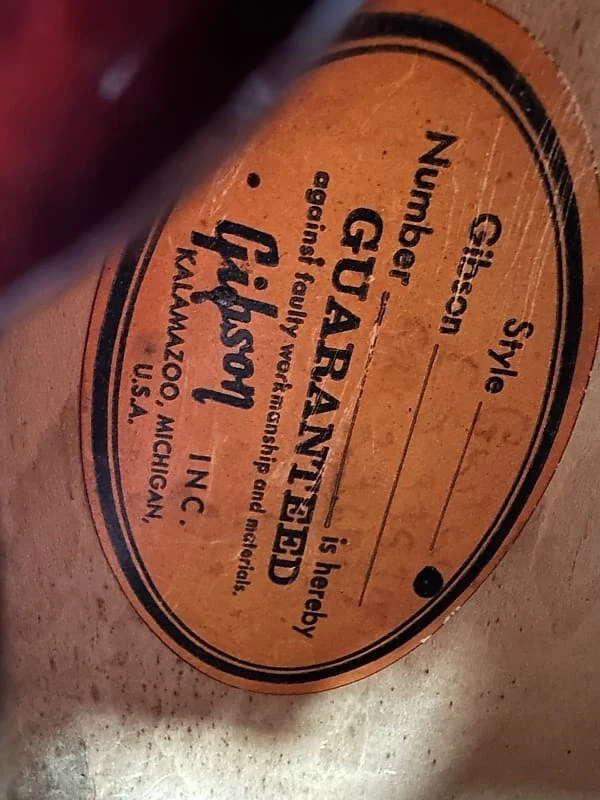 Style
Gibson
Number
is hereby
GUARANTEED
against faulty workmanship and materials.
Gibson INC.
KALAMAZOO, MICHIGAN,
U.S.A.